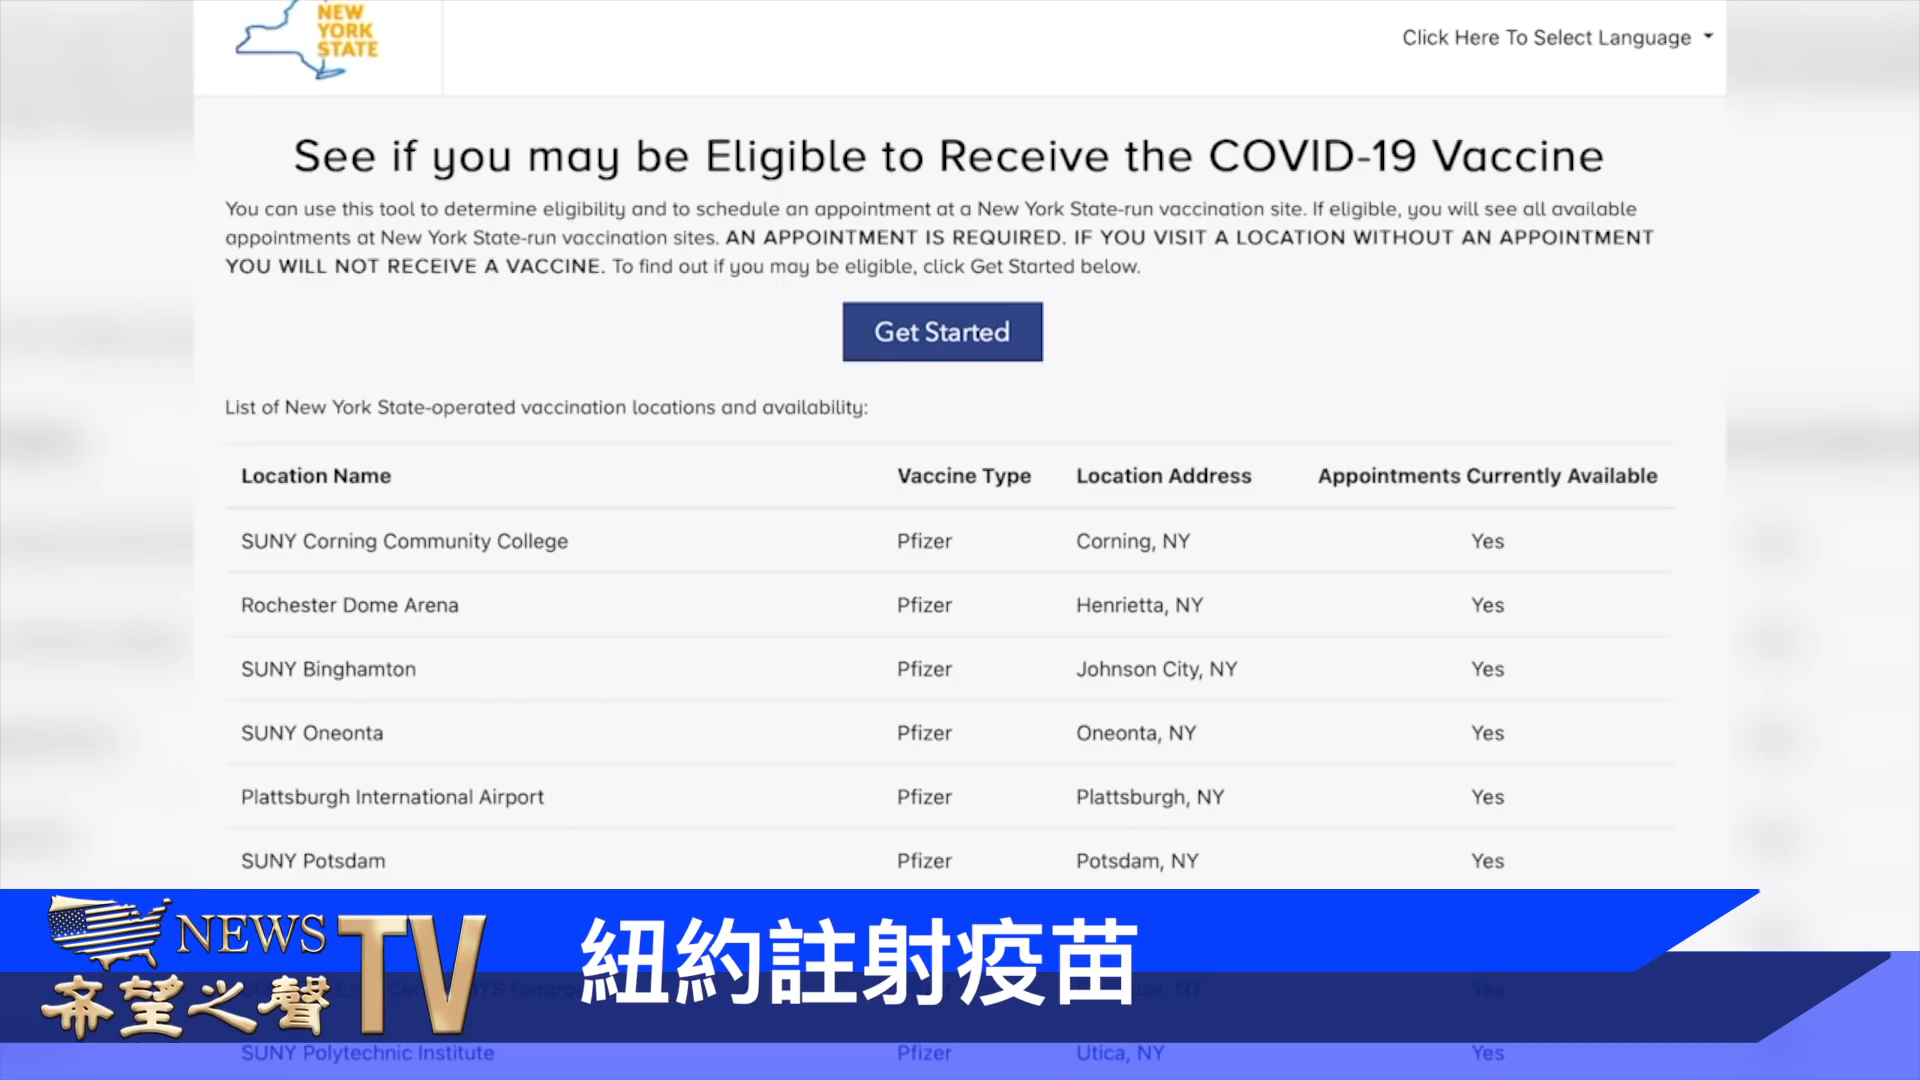 NEW
YORK
STATE
Click Here To Select Language
See if you may be Eligible to Receive the COVID-19 Vaccine
You can use this tool to determine eligibility and to schedule an appointment at a New York State-run vaccination site. If eligible, you will see all available
appointments at New York State-run vaccination sites. AN APPOINTMENT IS REQUIRED. IF YOU VISIT A LOCATION WITHOUT AN APPOINTMENT
YOU WILL NOT RECEIVE A VACCINE. To find out if you may be eligible, click Get Started below.
Get Started
List of New York State-operated vaccination locations and availability:
Location Name Vaccine Type Location Address Appointments Currently Available
SUNY Corning Community College Pfizer Corning, NY Yes
Rochester Dome Arena Pfizer Henrietta, NY Yes
SUNY Binghamton Pfizer Johnson City, NY Yes
SUNY Oneonta Pfizer Oneonta, NY Yes
Plattsburgh International Airport Pfizer Plattsburgh, NY Yes
SUNY Potsdam Pfizer Potsdam, NY Yes
NEWS TV
希望之聲
紐約註射疫苗
NY Yes
SUNY Polytechnic Institute Pfizer Utica, NY Yes